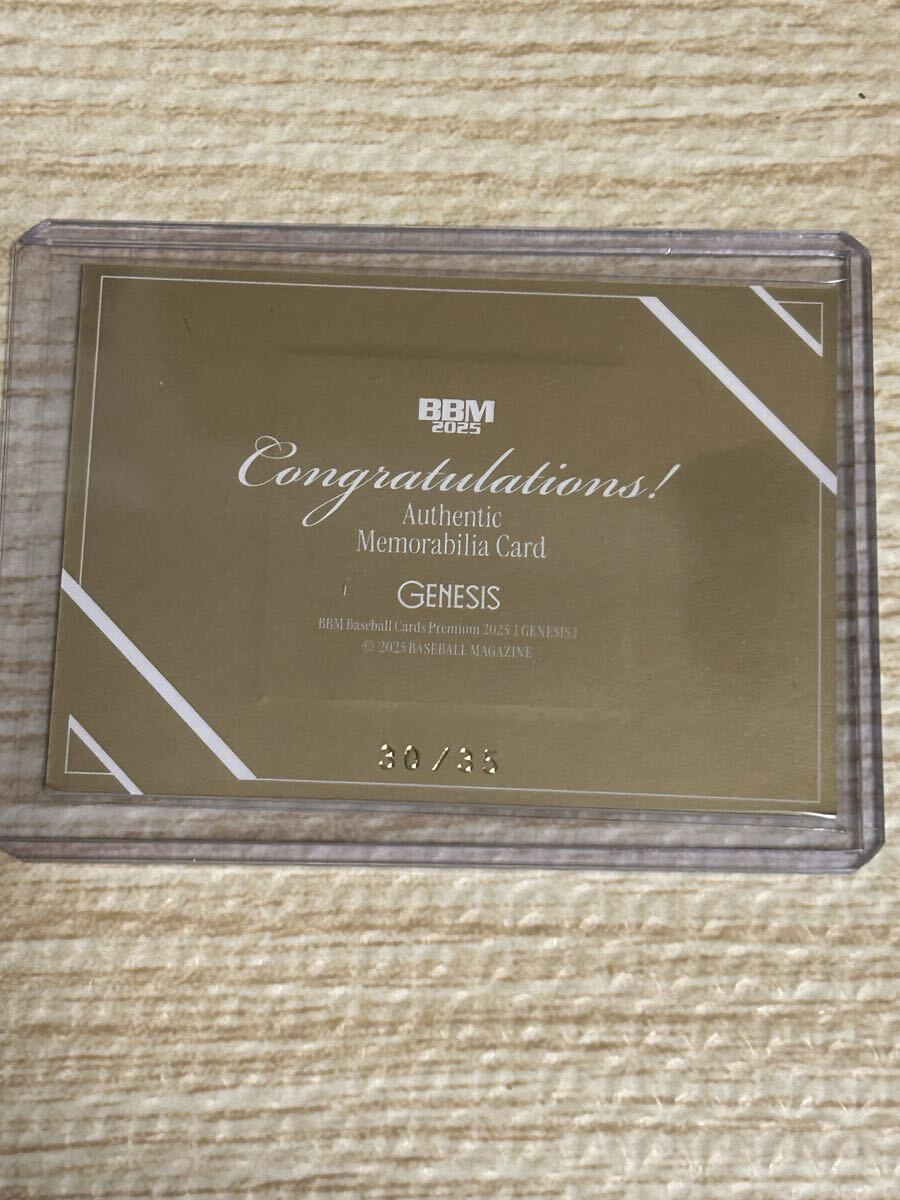 BBM
2025
Congratulations!
Authentic
Memorabilia Card
GENESIS
BBM Baseball Cards Premium 2025 [GENESIS]
© 2025 BASEBALL MAGAZINE
30/35